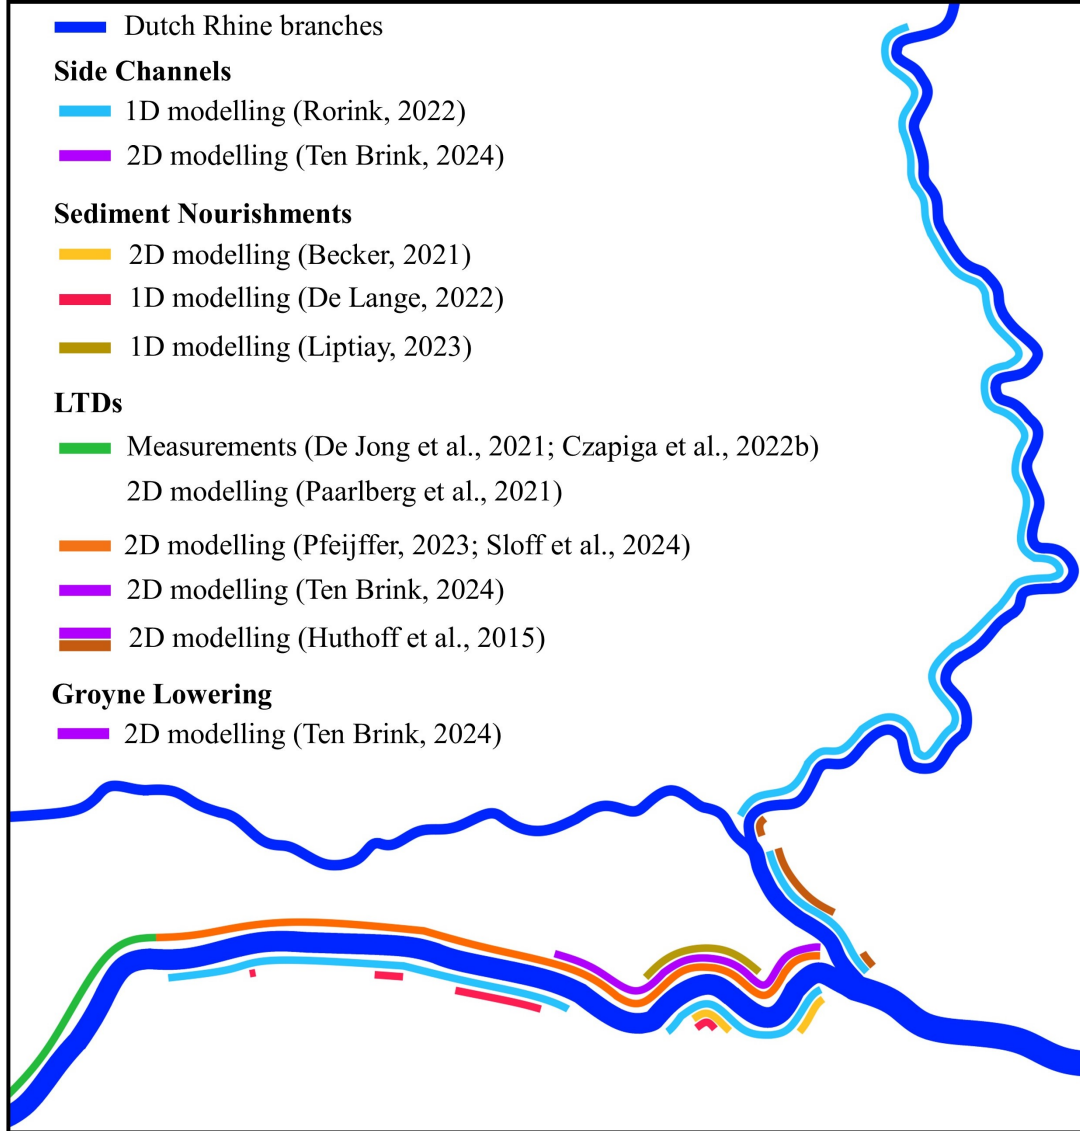 Dutch Rhine branches
Side Channels
1D modelling (Rorink, 2022)
2D modelling (Ten Brink, 2024)
Sediment Nourishments
2D modelling (Becker, 2021)
1D modelling (De Lange, 2022)
1D modelling (Liptiay, 2023)
LTDs
Measurements (De Jong et al., 2021; Czapiga et al., 2022b)
2D modelling (Paarlberg et al., 2021)
2D modelling (Pfeijffer, 2023; Sloff et al., 2024)
2D modelling (Ten Brink, 2024)
2D modelling (Huthoff et al., 2015)
Groyne Lowering
2D modelling (Ten Brink, 2024)